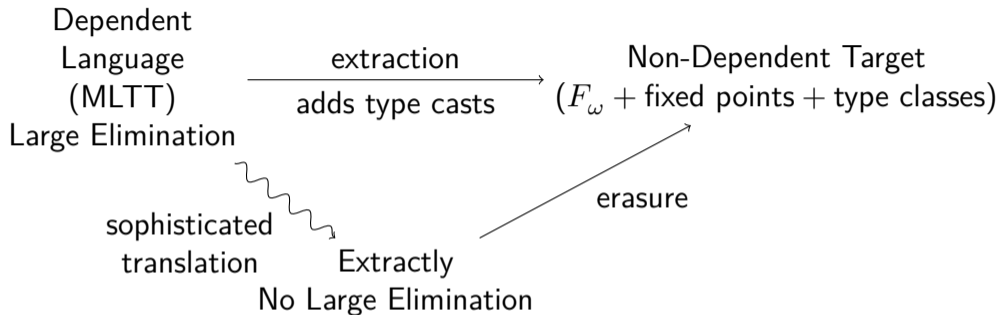 Dependent
Language
(MLTT)
Large Elimination
extraction
adds type casts
Non-Dependent Target
(Fω + fixed points + type classes)
sophisticated
translation
erasure
Extractly
No Large Elimination